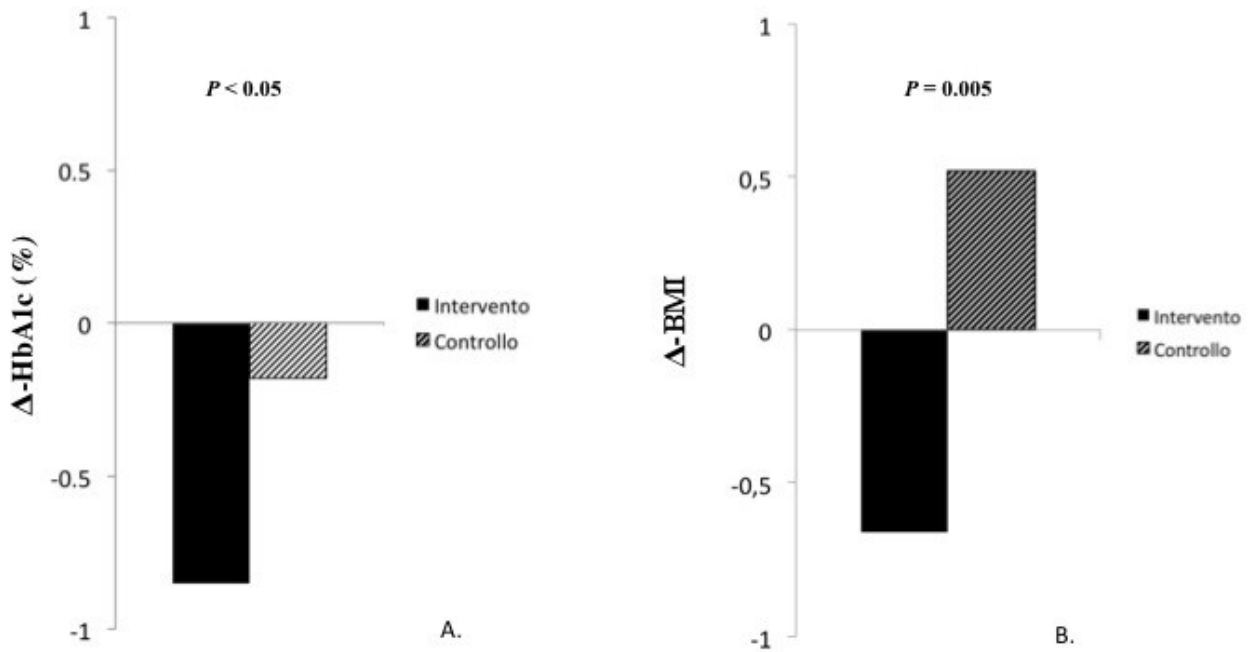 1
P < 0.05
0.5
Δ-HbA1c (%)
0
Intervento
Controllo
-0.5
-1
A.
1
P = 0.005
0,5
Δ-BMI
0
Intervento
Controllo
-0,5
-1
B.